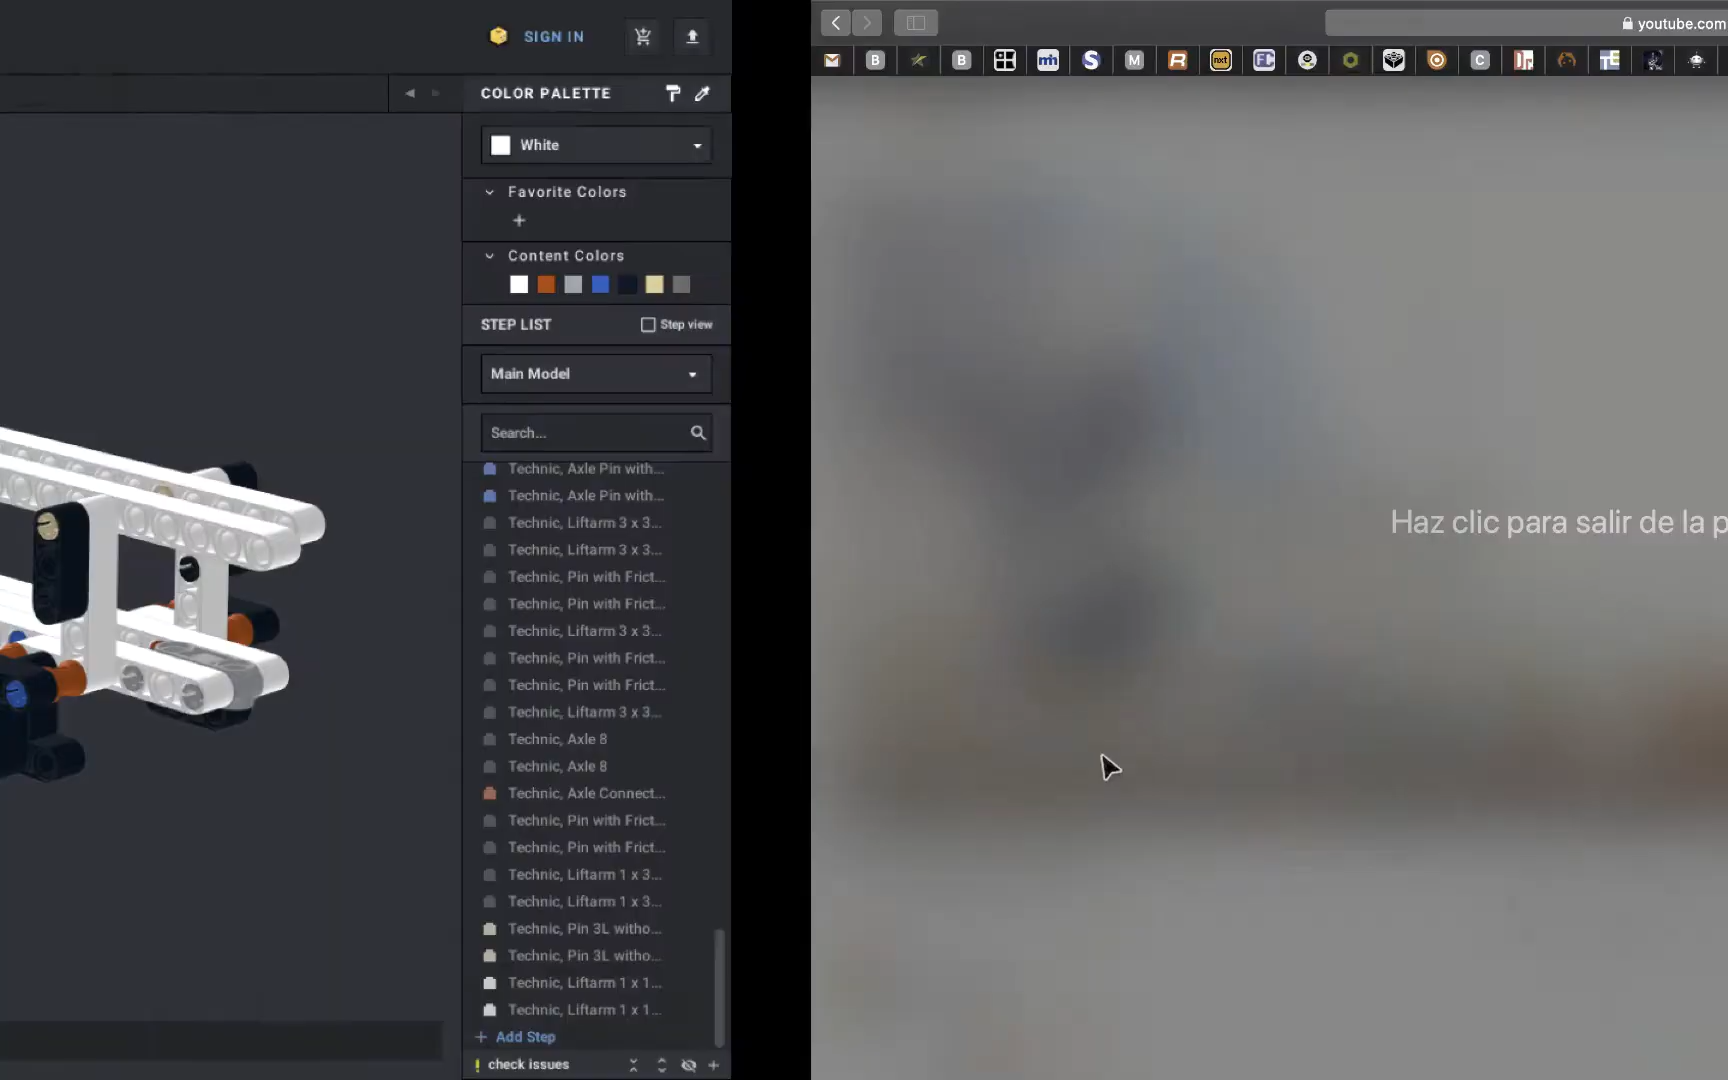 SIGN IN
COLOR PALETTE
White
Favorite Colors
Content Colors
STEP LIST
Step view
Main Model
Search...
Technic, Axle Pin with...
Technic, Axle Pin with...
Technic, Liftarm 3 x 3...
Technic, Liftarm 3 x 3...
Technic, Pin with Frict...
Technic, Pin with Frict...
Technic, Liftarm 3 x 3...
Technic, Pin with Frict...
Technic, Pin with Frict...
Technic, Liftarm 3 x 3...
Technic, Axle 8
Technic, Axle 8
Technic, Axle Connect...
Technic, Pin with Frict...
Technic, Pin with Frict...
Technic, Liftarm 1 x 3...
Technic, Liftarm 1 x 3...
Technic, Pin 3L witho...
Technic, Pin 3L witho...
Technic, Liftarm 1 x 1...
Technic, Liftarm 1 x 1...
+ Add Step
check issues
youtube.com
B B mh S M R nxt FC C TE
Haz clic para salir de la p